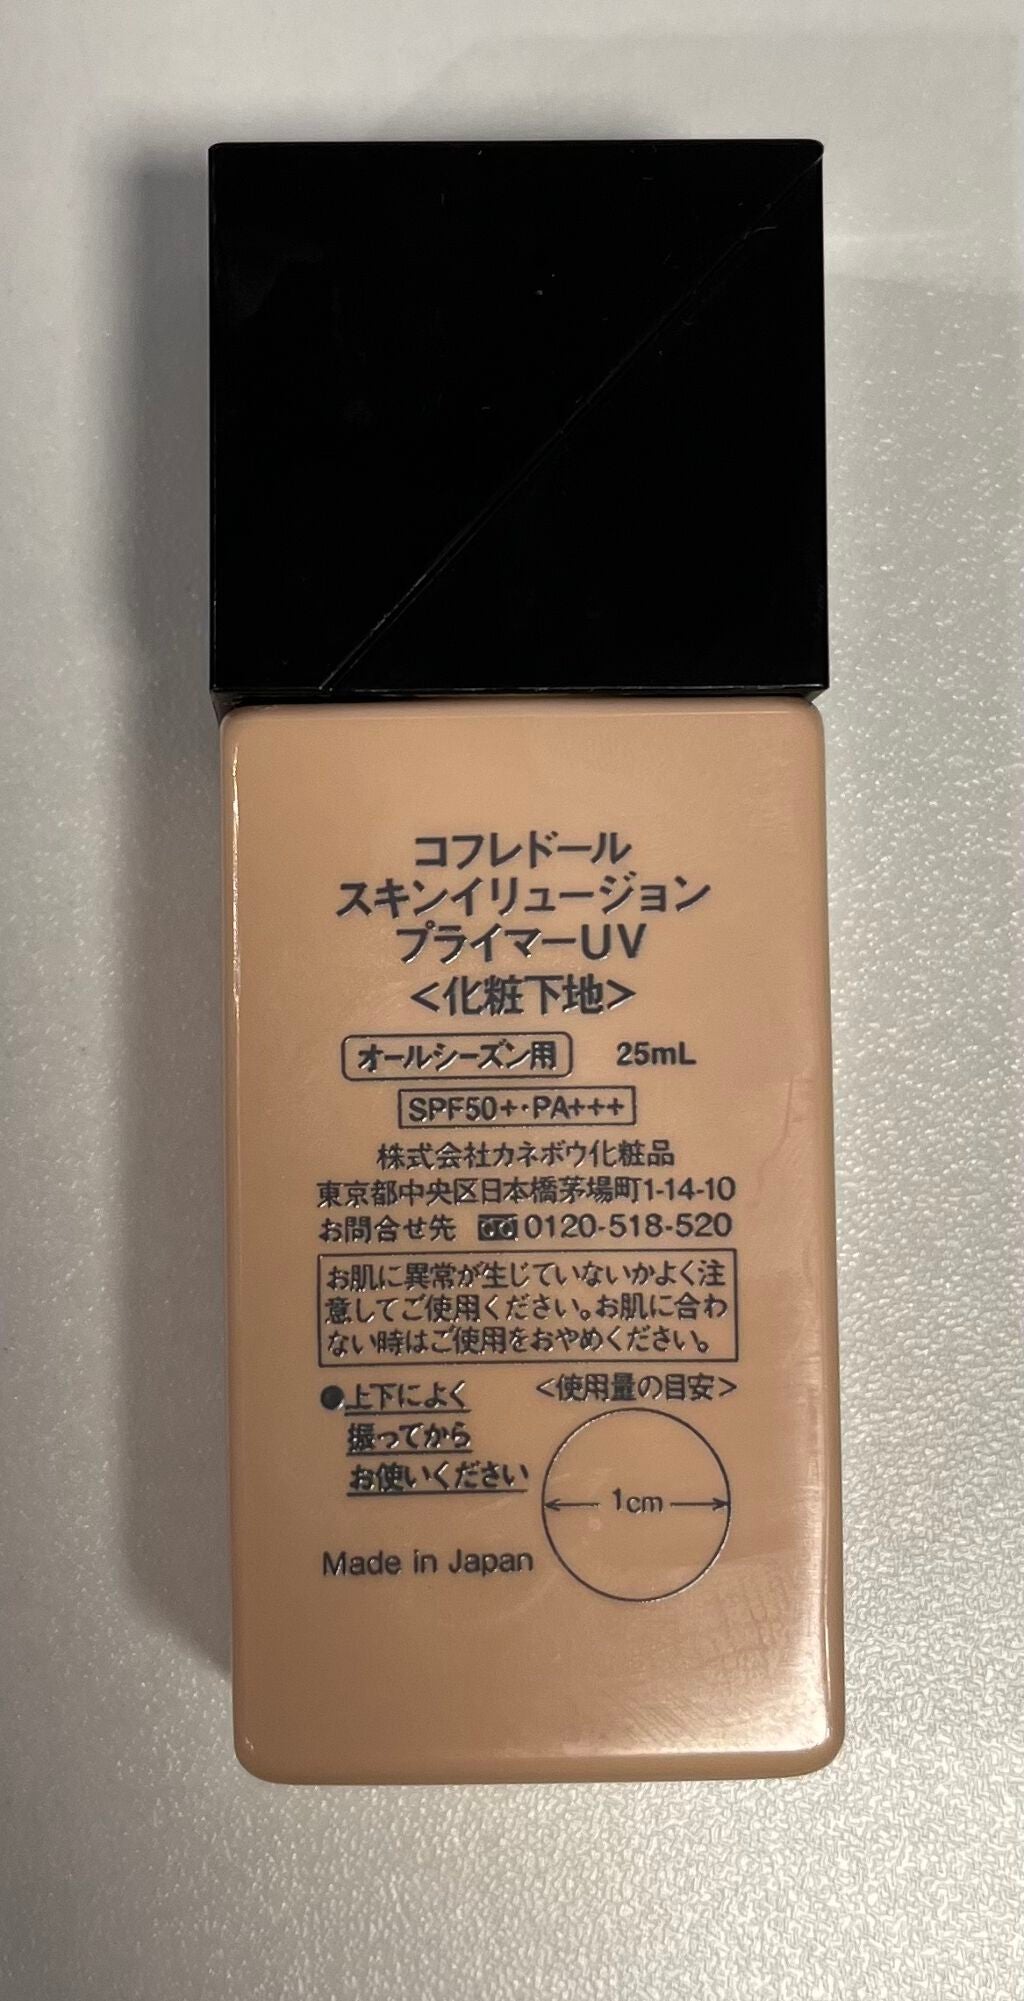 コフレドール
スキンイリュージョン
プライマーUV
<化粧下地>
オールシーズン用 25mL
SPF50+・PA+++
株式会社カネボウ化粧品
東京都中央区日本橋茅場町1-14-10
お問合せ先 0120-518-520
お肌に異常が生じていないかよく注
意してご使用ください。お肌に合わ
ない時はご使用をおやめください。
●上下によく
振ってから
お使いください
<使用量の目安>
1cm
Made in Japan